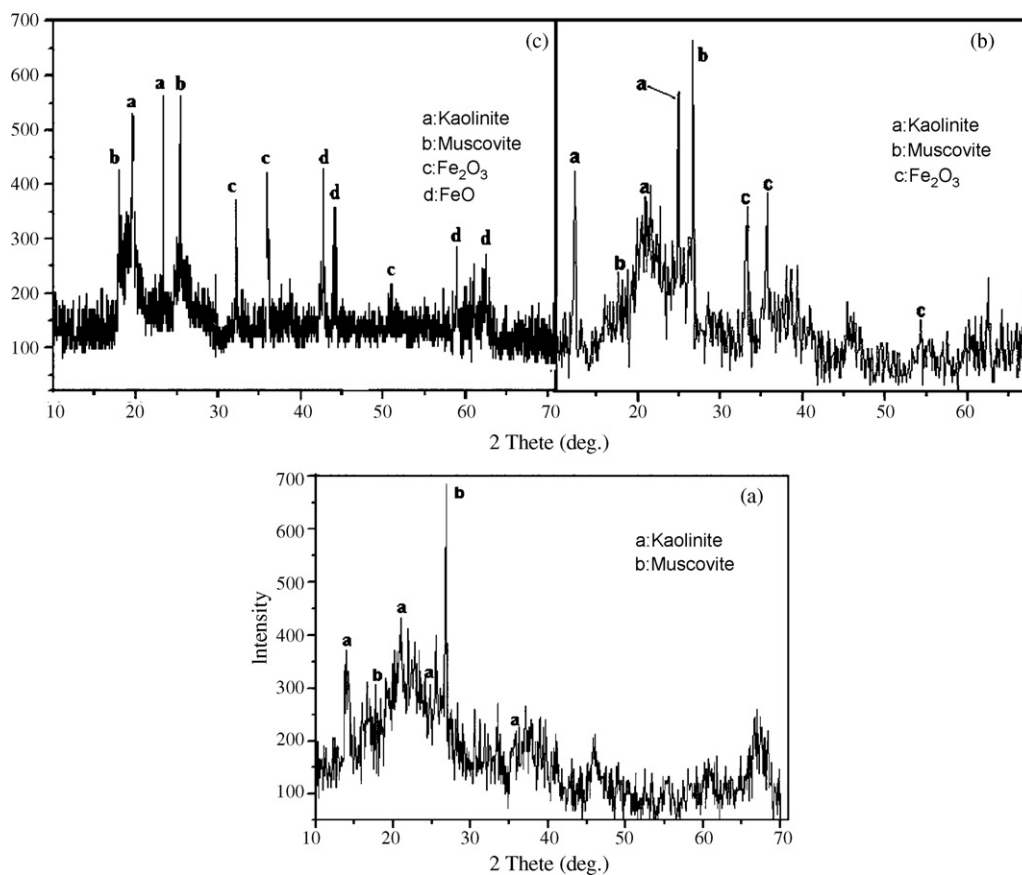 700
600
500
400
300
200
100
(c)
b
a
a
b
c
c
d
d
c
d
d
a:Kaolinite
b:Muscovite
c:Fe₂O₃
d:FeO
10 20 30 40 50 60 70
(b)
a
b
a
a
b
c
c
c
a:Kaolinite
b:Muscovite
c:Fe₂O₃
20 30 40 50 60
2 Thete (deg.)
700
600
500
400
300
200
100
Intensity
(a)
a
b
a
a
b
a
a:Kaolinite
b:Muscovite
10 20 30 40 50 60 70
2 Thete (deg.)